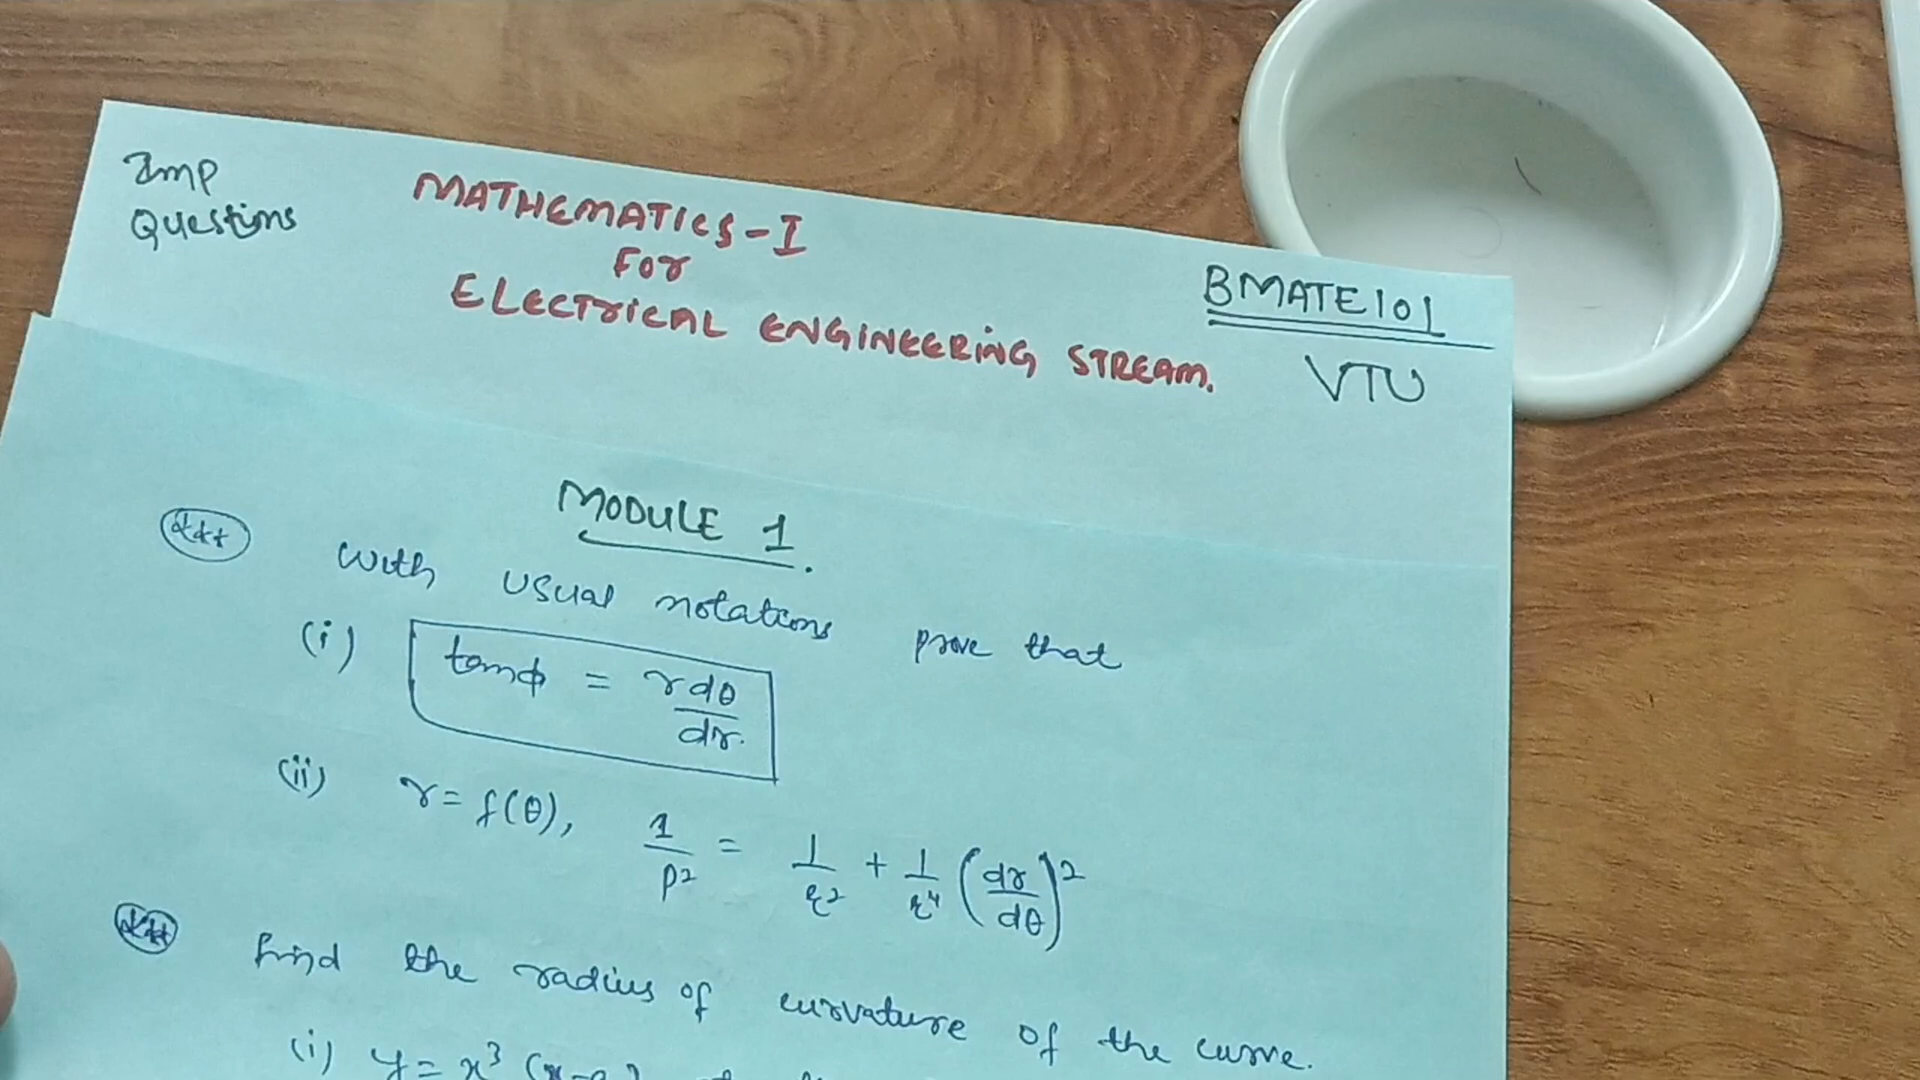 Imp
Questions
MATHEMATICS-I
For
ELECTRICAL ENGINEERING STREAM.
BMATE101
VTU
MODULE 1.
With usual notations prove that
(i) tanφ = rdθ/dr.
(ii) r = f(θ), 1/p² = 1/r² + 1/r⁴ (dr/dθ)²
Find the radius of curvature of the curve.
(i) y = x³